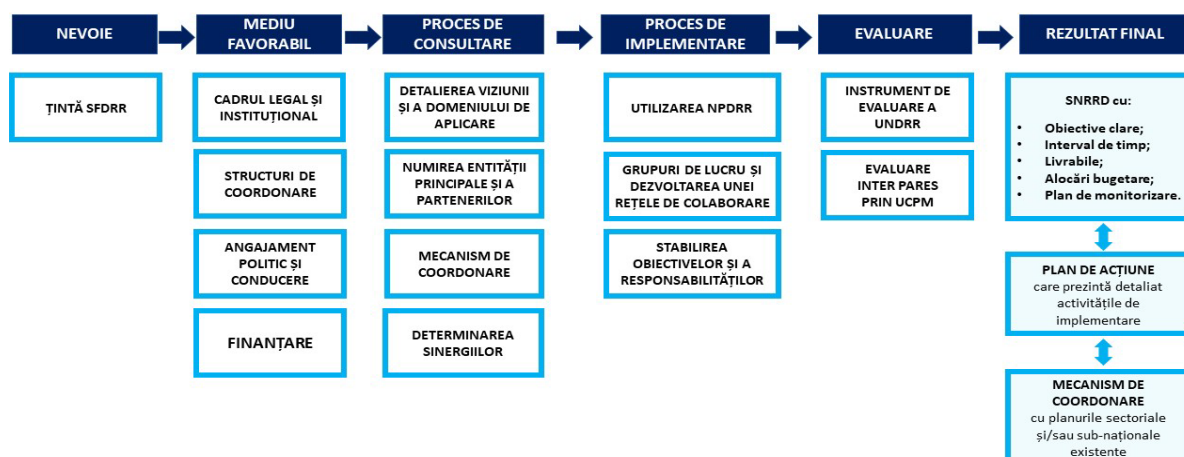 NEVOIE
ȚINTĂ SFDRR
MEDIU
FAVORABIL
CADRUL LEGAL ȘI
INSTITUȚIONAL
STRUCTURI DE
COORDONARE
ANGAJAMENT
POLITIC ȘI
CONDUCERE
FINANȚARE
PROCES DE
CONSULTARE
DETALIEREA VIZIUNII
ȘI A DOMENIULUI DE
APLICARE
NUMIREA ENTITĂȚII
PRINCIPALE ȘI A
PARTENERILOR
MECANISM DE
COORDONARE
DETERMINAREA
SINERGIILOR
PROCES DE
IMPLEMENTARE
UTILIZAREA NPDRR
GRUPURI DE LUCRU ȘI
DEZVOLTAREA UNEI
REȚELE DE COLABORARE
STABILIREA
OBIECTIVELOR ȘI A
RESPONSABILITĂȚILOR
EVALUARE
INSTRUMENT DE
EVALUARE A
UNDRR
EVALUARE
INTER PARES
PRIN UCPM
REZULTAT FINAL
SNRRD cu:
• Obiective clare;
• Interval de timp;
• Livrabile;
• Alocări bugetare;
• Plan de monitorizare.
PLAN DE ACȚIUNE
care prezintă detaliat
activitățile de
implementare
MECANISM DE
COORDONARE
cu planurile sectoriale
și/sau sub-naționale
existente